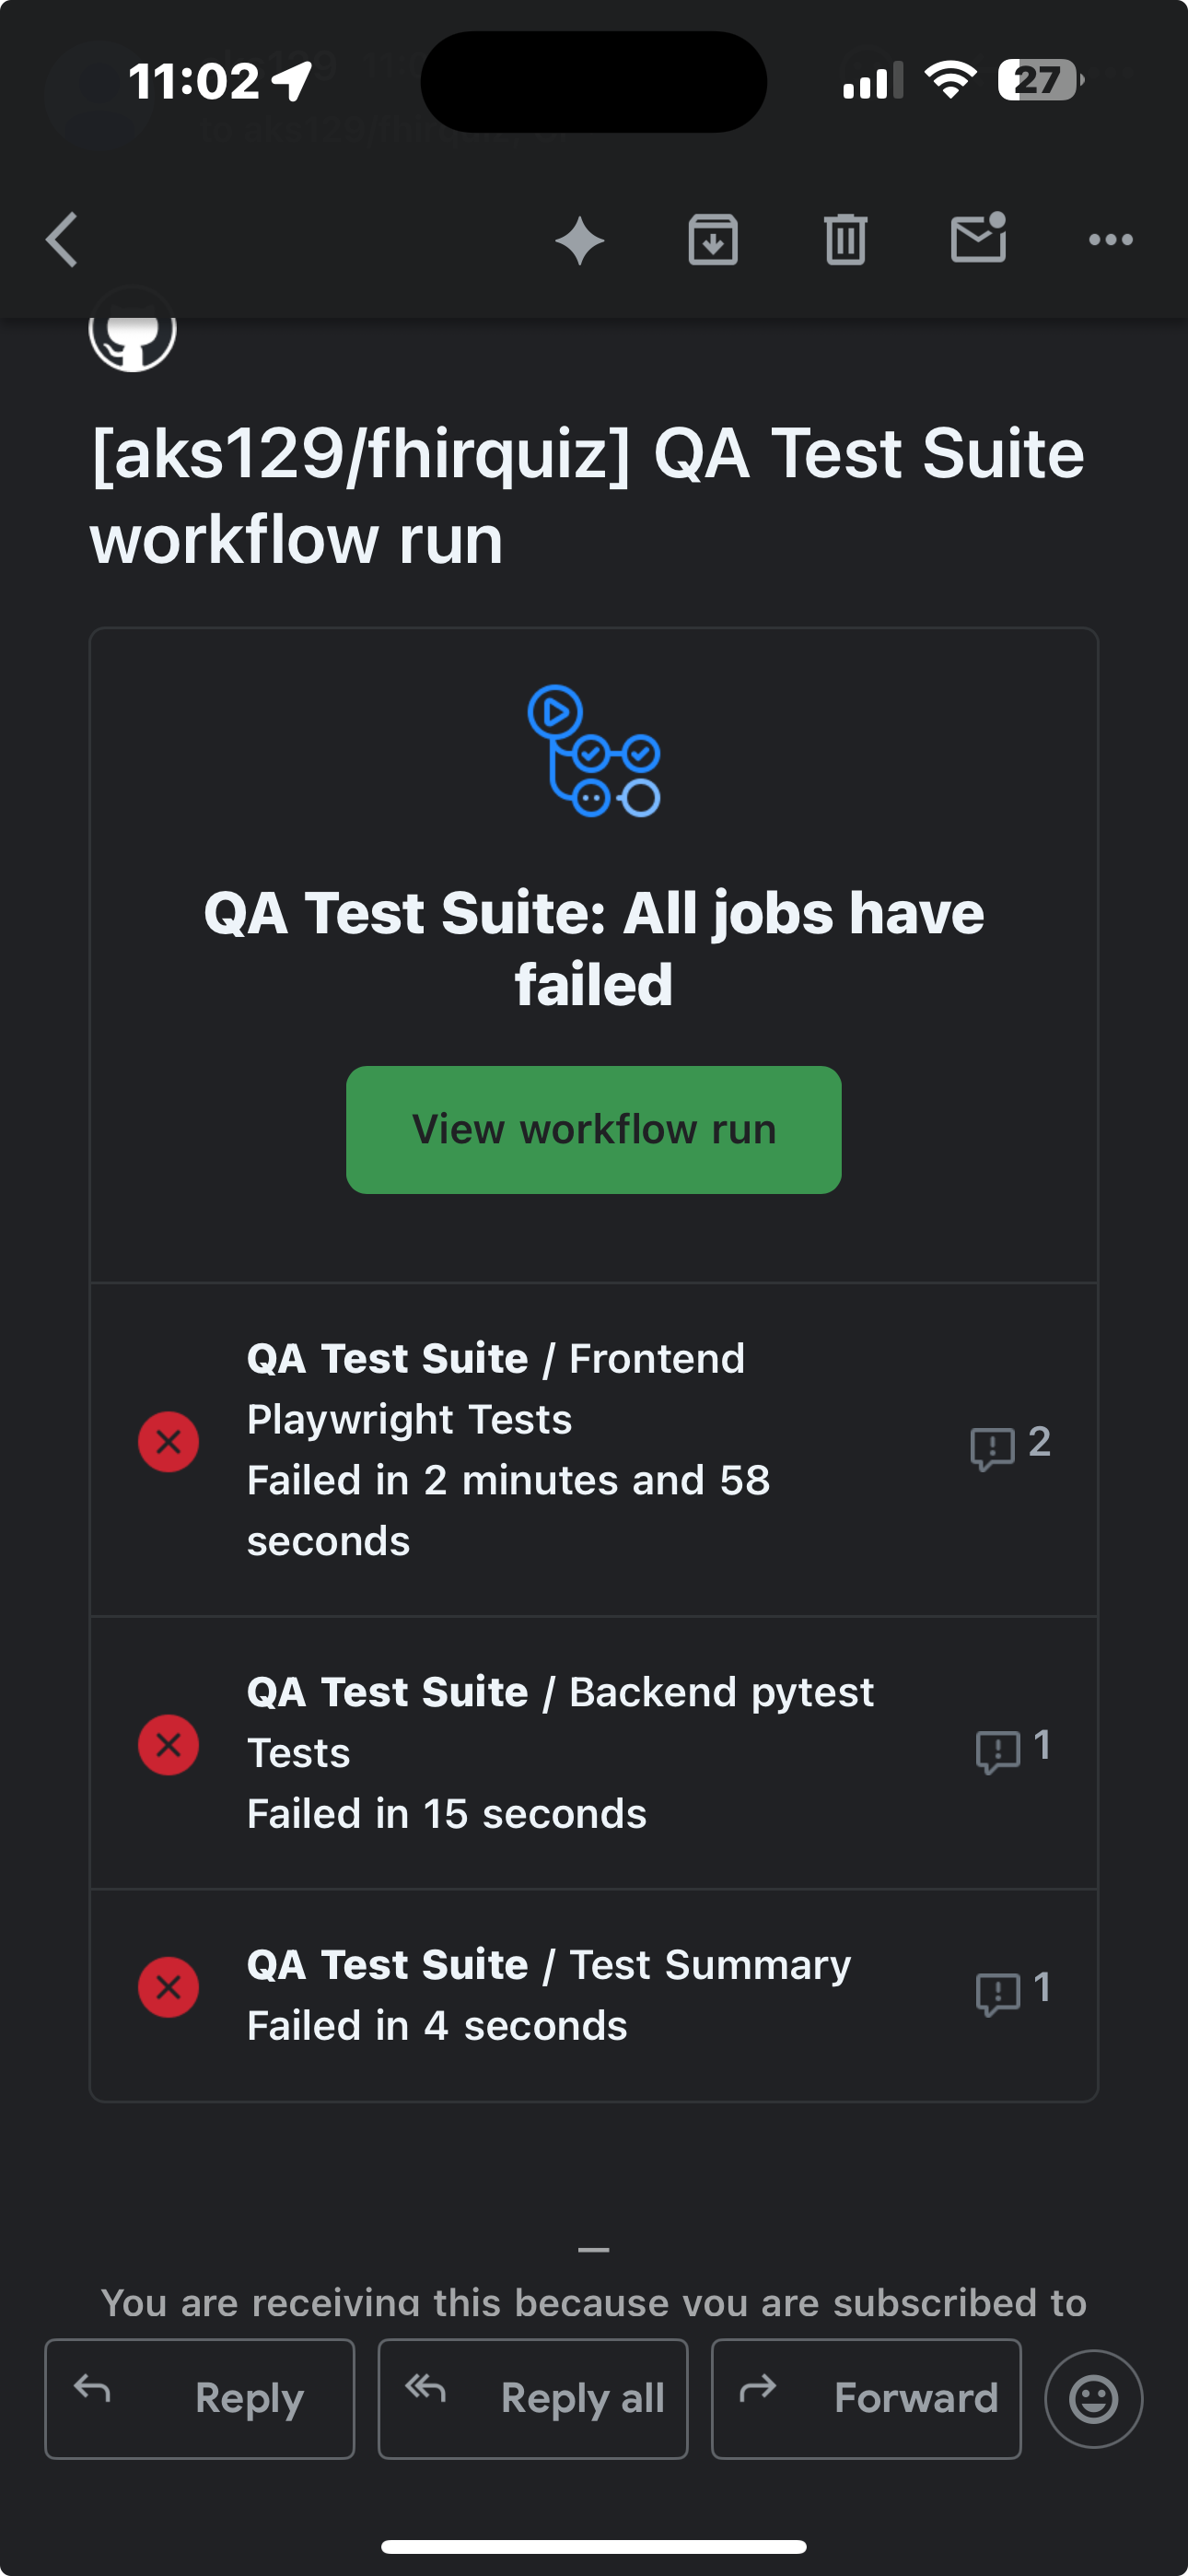 11:02
27
[aks129/fhirquiz] QA Test Suite
workflow run
QA Test Suite: All jobs have
failed
View workflow run
QA Test Suite / Frontend
Playwright Tests
Failed in 2 minutes and 58
seconds
2
QA Test Suite / Backend pytest
Tests
Failed in 15 seconds
1
QA Test Suite / Test Summary
Failed in 4 seconds
1
—
You are receiving this because you are subscribed to
Reply
Reply all
Forward